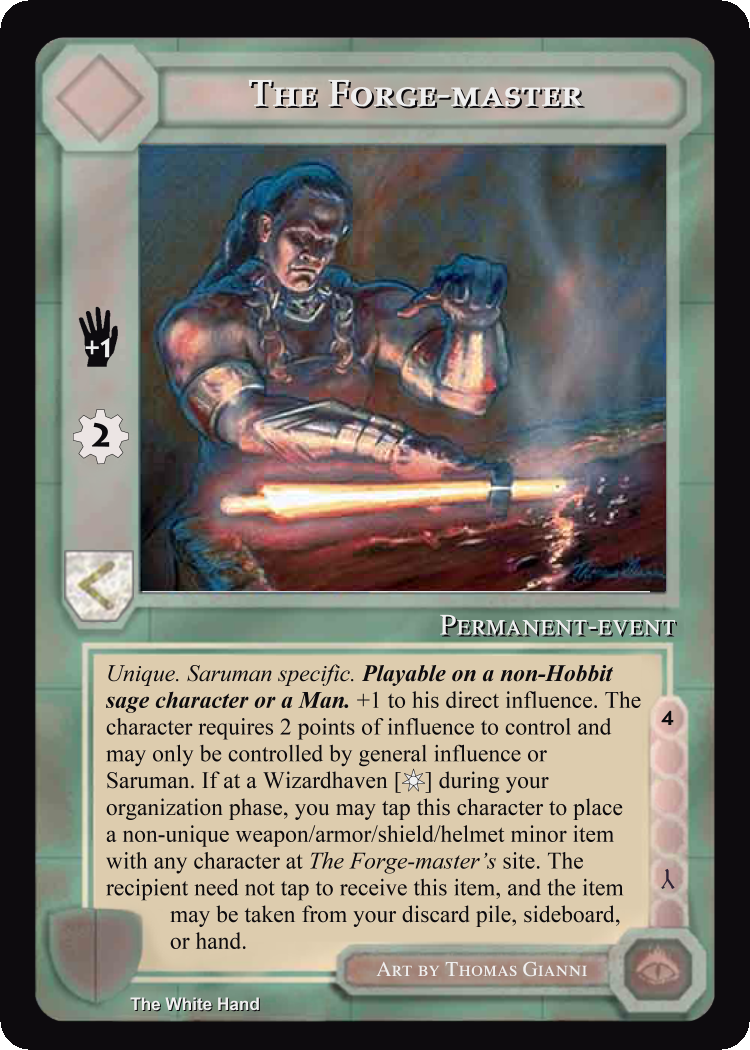 The Forge-master
+1
2
Permanent-event
Unique. Saruman specific. Playable on a non-Hobbit
sage character or a Man. +1 to his direct influence. The
character requires 2 points of influence to control and
may only be controlled by general influence or
Saruman. If at a Wizardhaven [☼] during your
organization phase, you may tap this character to place
a non-unique weapon/armor/shield/helmet minor item
with any character at The Forge-master's site. The
recipient need not tap to receive this item, and the item
may be taken from your discard pile, sideboard,
or hand.
4
Art by Thomas Gianni
The White Hand